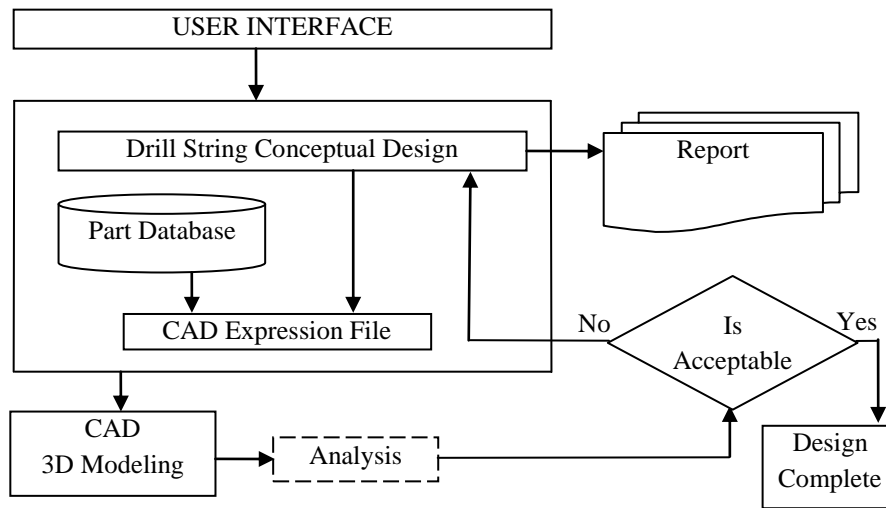 USER INTERFACE
Drill String Conceptual Design
Report
Part Database
CAD Expression File
No
Is
Acceptable
Yes
CAD
3D Modeling
Analysis
Design
Complete